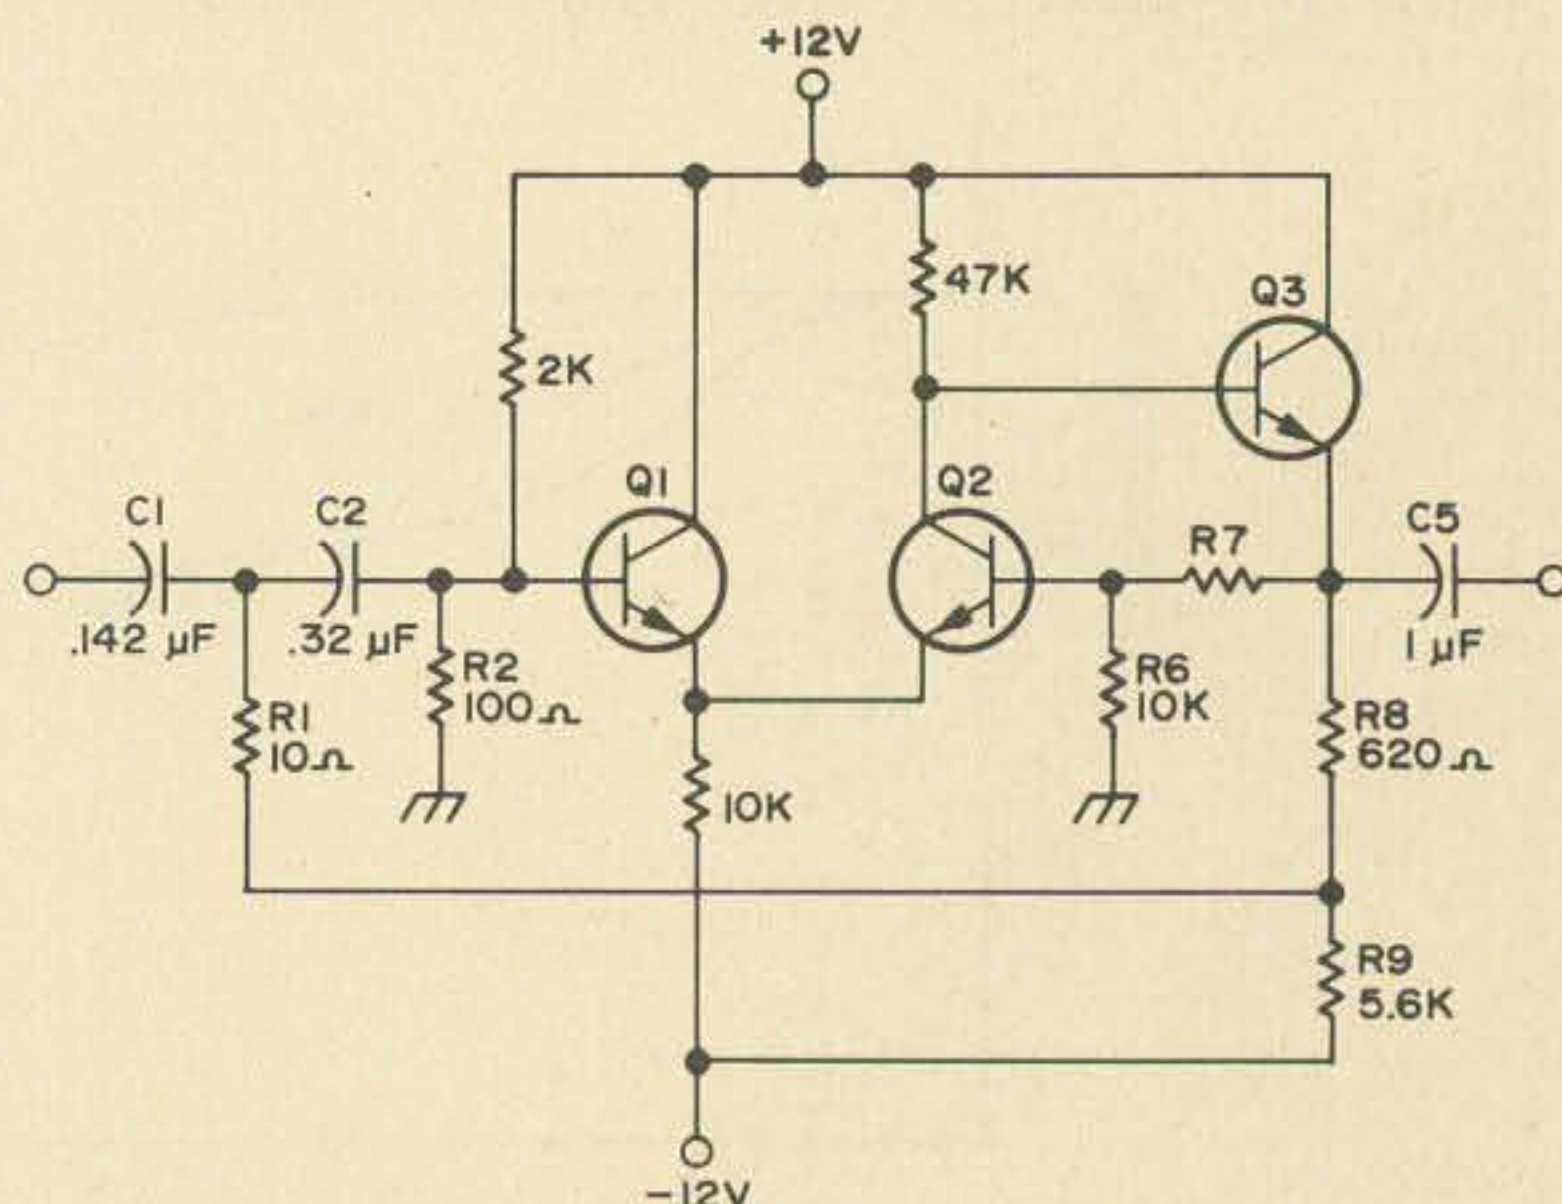 +12V
47K
Q3
2K
Q1
Q2
C1
C2
R7
C5
.142 µF
.32 µF
1 µF
R2
100Ω
R6
10K
R1
10Ω
R8
620Ω
10K
R9
5.6K
-12V